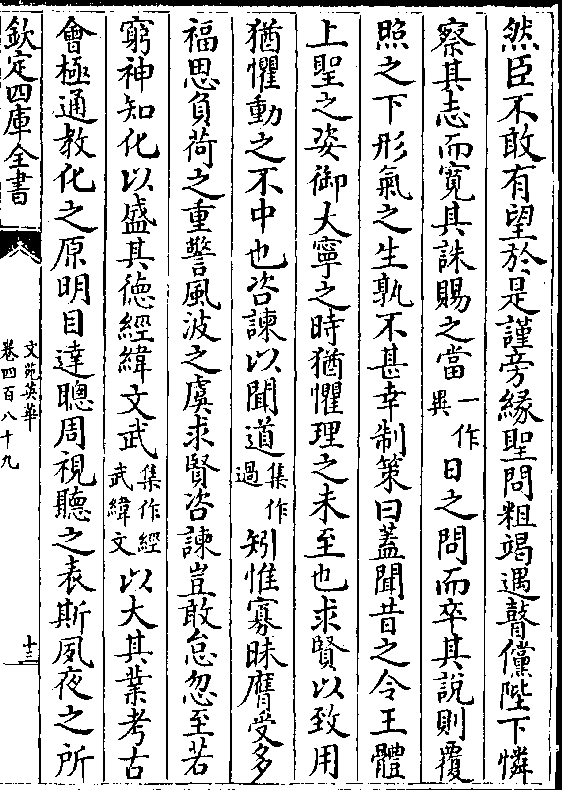 然臣不敢有望於是謹旁緣聖問粗竭過瞽儻陛下憐
察其志而寬其誅賜之當一作異日之問而卒其說則覆
照之下形氣之生孰不甚幸制策曰蓋聞昔之令王體
上聖之姿御大寧之時猶懼理之未至也求賢以致用
猶懼動之不中也咨諫以聞道集作過矧惟寡昧膺受多
福思負荷之重警風波之虞求賢咨諫豈敢怠忽至若
窮神知化以盛其德經緯文武集作經武緯文以大其業考古
會極通教化之原明目達聰周視聽之表斯夙夜之所
欽定四庫全書
文苑英華
卷四百八十九
十三